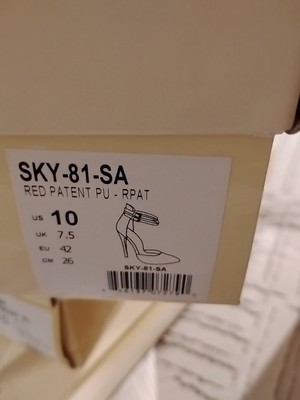 SKY-81-SA
RED PATENT PU - RPAT
US 10
UK 7.5
EU 42
CM 26
SKY-81-SA